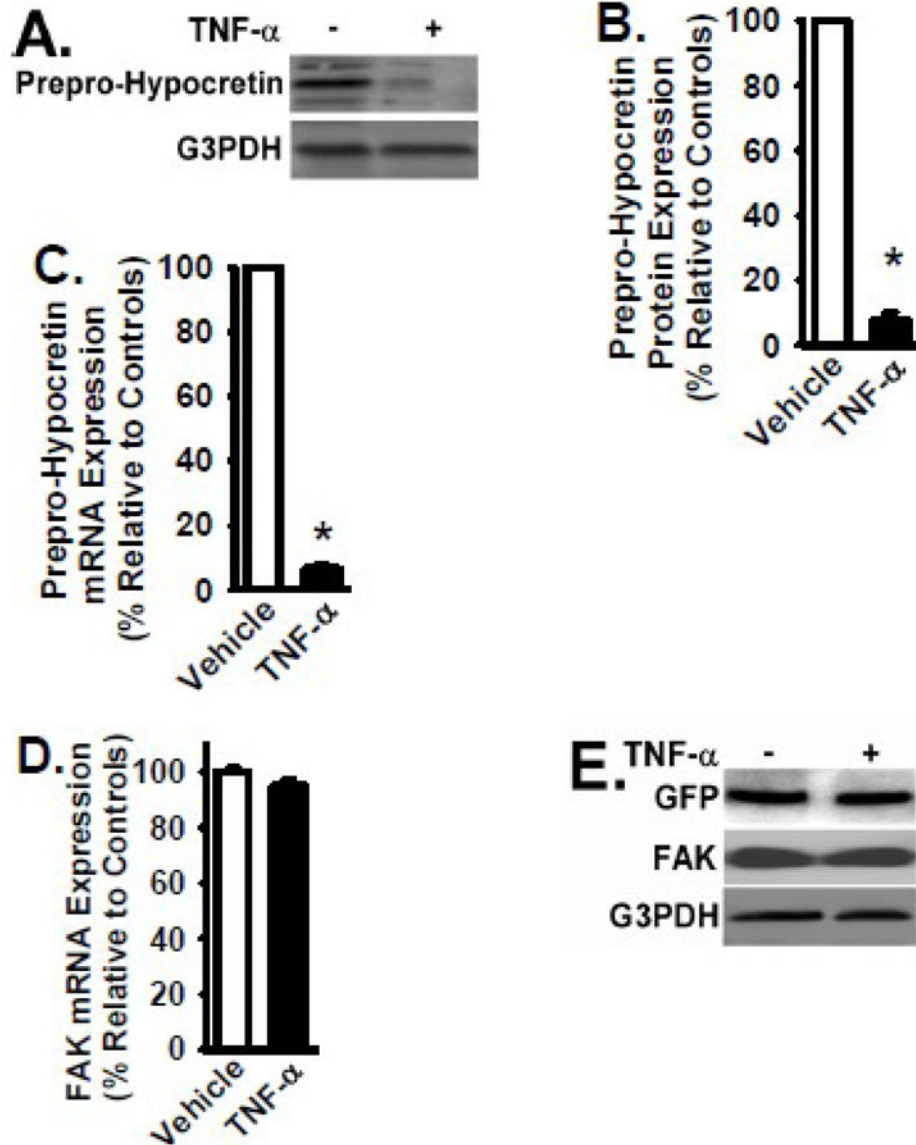 A.
TNF-α - +
Prepro-Hypocretin
G3PDH
B.
Prepro-Hypocretin
Protein Expression
(% Relative to Controls)
100
80
60
40
20
0
*
Vehicle
TNF-α
C.
Prepro-Hypocretin
mRNA Expression
(% Relative to Controls)
100
80
60
40
20
0
*
Vehicle
TNF-α
D.
FAK mRNA Expression
(% Relative to Controls)
100
80
60
40
20
0
Vehicle
TNF-α
E.
TNF-α - +
GFP
FAK
G3PDH